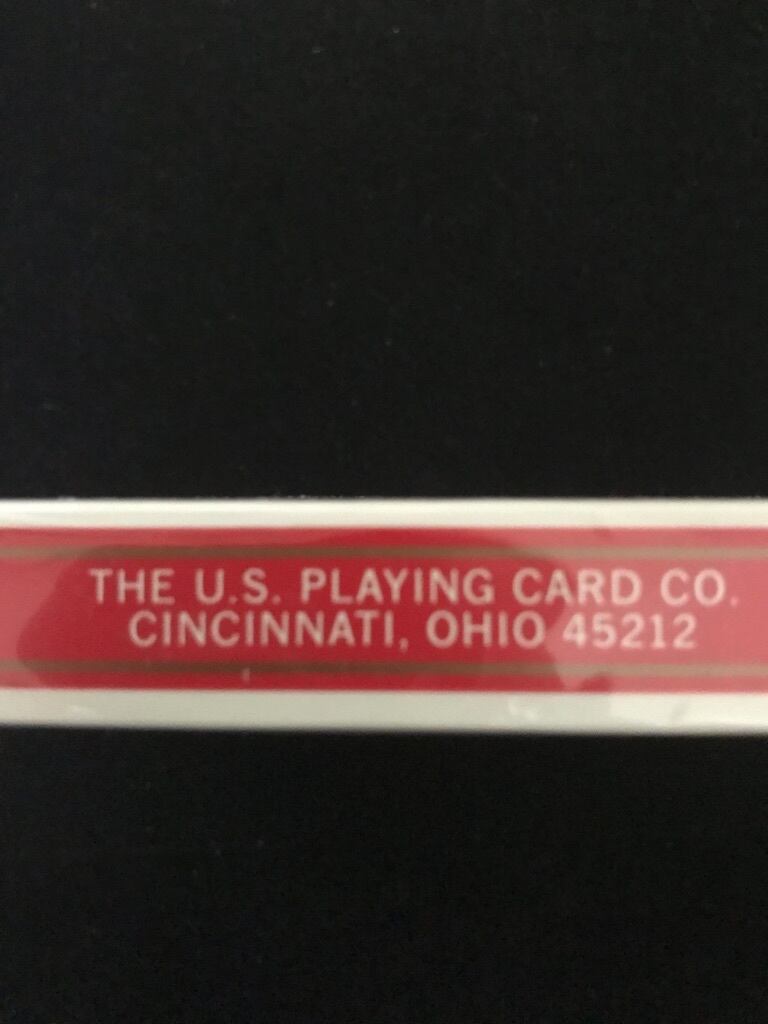 THE U.S. PLAYING CARD CO.
CINCINNATI, OHIO 45212